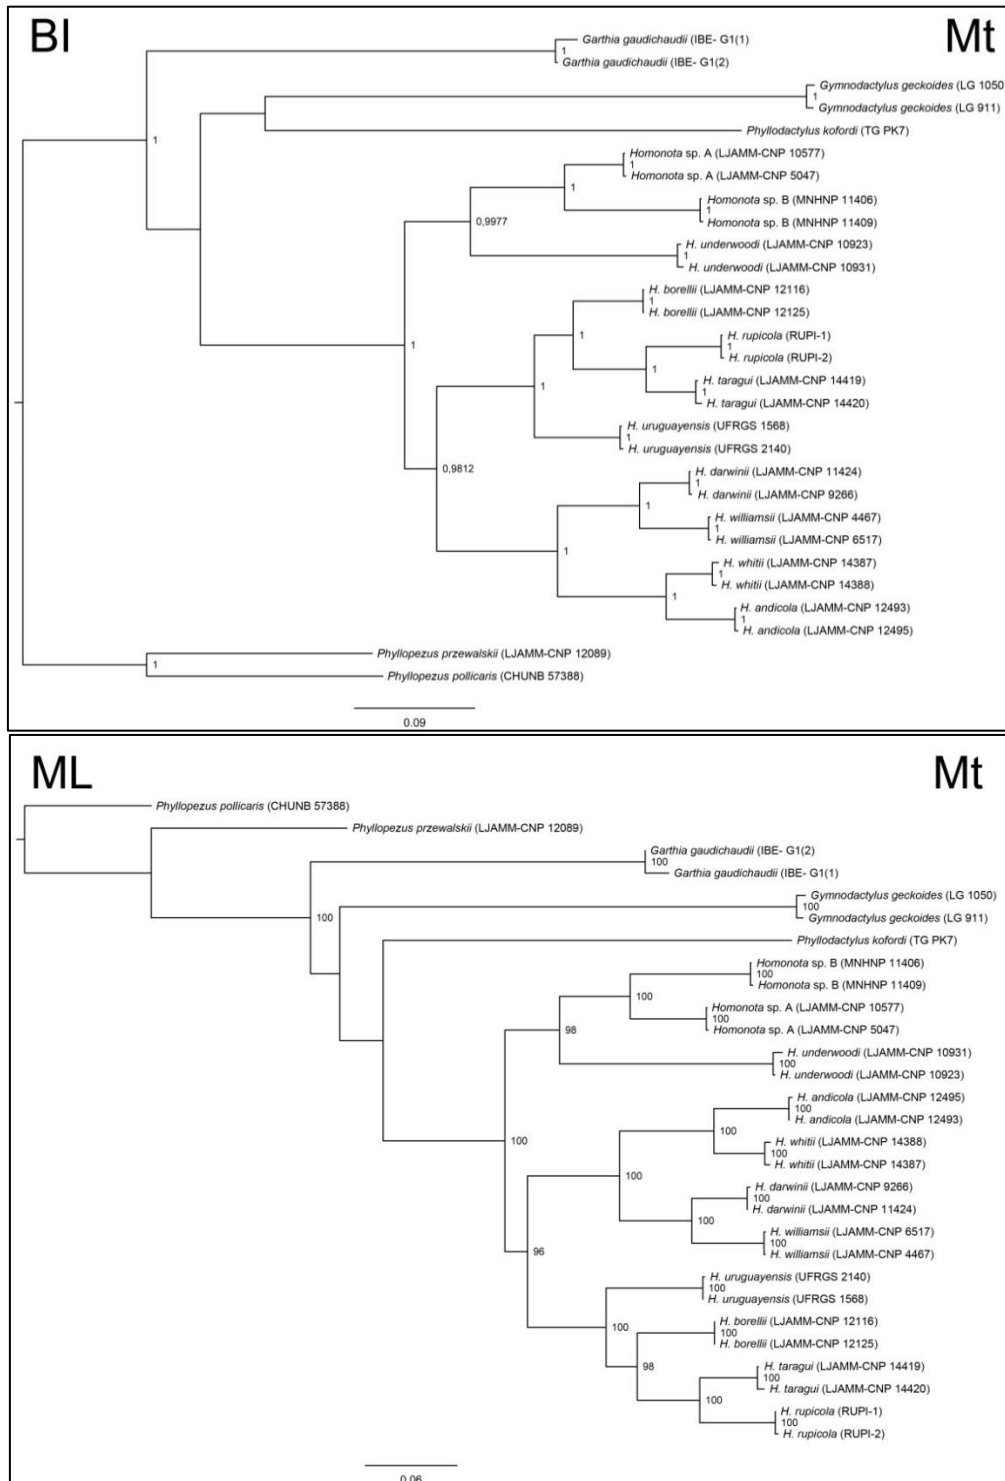 BI
Mt
Garthia gaudichaudii (IBE- G1(1)
1
Garthia gaudichaudii (IBE- G1(2)
Gymnodactylus geckoides (LG 1050)
1
Gymnodactylus geckoides (LG 911)
Phyllodactylus kofordi (TG PK7)
1
Homonota sp. A (LJAMM-CNP 10577)
1
Homonota sp. A (LJAMM-CNP 5047)
1
Homonota sp. B (MNHNP 11406)
1
Homonota sp. B (MNHNP 11409)
0,9977
H. underwoodi (LJAMM-CNP 10923)
1
H. underwoodi (LJAMM-CNP 10931)
H. borellii (LJAMM-CNP 12116)
1
H. borellii (LJAMM-CNP 12125)
1
H. rupicola (RUPI-1)
1
1
H. rupicola (RUPI-2)
1
H. taragui (LJAMM-CNP 14419)
1
1
H. taragui (LJAMM-CNP 14420)
H. uruguayensis (UFRGS 1568)
1
H. uruguayensis (UFRGS 2140)
0,9812
H. darwinii (LJAMM-CNP 11424)
1
H. darwinii (LJAMM-CNP 9266)
1
H. williamsii (LJAMM-CNP 4467)
1
H. williamsii (LJAMM-CNP 6517)
1
H. whitii (LJAMM-CNP 14387)
1
H. whitii (LJAMM-CNP 14388)
1
H. andicola (LJAMM-CNP 12493)
1
H. andicola (LJAMM-CNP 12495)
Phyllopezus przewalskii (LJAMM-CNP 12089)
1
Phyllopezus pollicaris (CHUNB 57388)
0.09
ML
Mt
Phyllopezus pollicaris (CHUNB 57388)
Phyllopezus przewalskii (LJAMM-CNP 12089)
Garthia gaudichaudii (IBE- G1(2)
100
Garthia gaudichaudii (IBE- G1(1)
Gymnodactylus geckoides (LG 1050)
100
100
Gymnodactylus geckoides (LG 911)
Phyllodactylus kofordi (TG PK7)
Homonota sp. B (MNHNP 11406)
100
Homonota sp. B (MNHNP 11409)
100
Homonota sp. A (LJAMM-CNP 10577)
100
Homonota sp. A (LJAMM-CNP 5047)
98
H. underwoodi (LJAMM-CNP 10931)
100
H. underwoodi (LJAMM-CNP 10923)
H. andicola (LJAMM-CNP 12495)
100
H. andicola (LJAMM-CNP 12493)
100
100
H. whitii (LJAMM-CNP 14388)
100
H. whitii (LJAMM-CNP 14387)
100
H. darwinii (LJAMM-CNP 9266)
100
H. darwinii (LJAMM-CNP 11424)
100
H. williamsii (LJAMM-CNP 6517)
100
H. williamsii (LJAMM-CNP 4467)
96
H. uruguayensis (UFRGS 2140)
100
H. uruguayensis (UFRGS 1568)
100
H. borellii (LJAMM-CNP 12116)
100
H. borellii (LJAMM-CNP 12125)
98
H. taragui (LJAMM-CNP 14419)
100
H. taragui (LJAMM-CNP 14420)
100
H. rupicola (RUPI-1)
100
H. rupicola (RUPI-2)
0.06